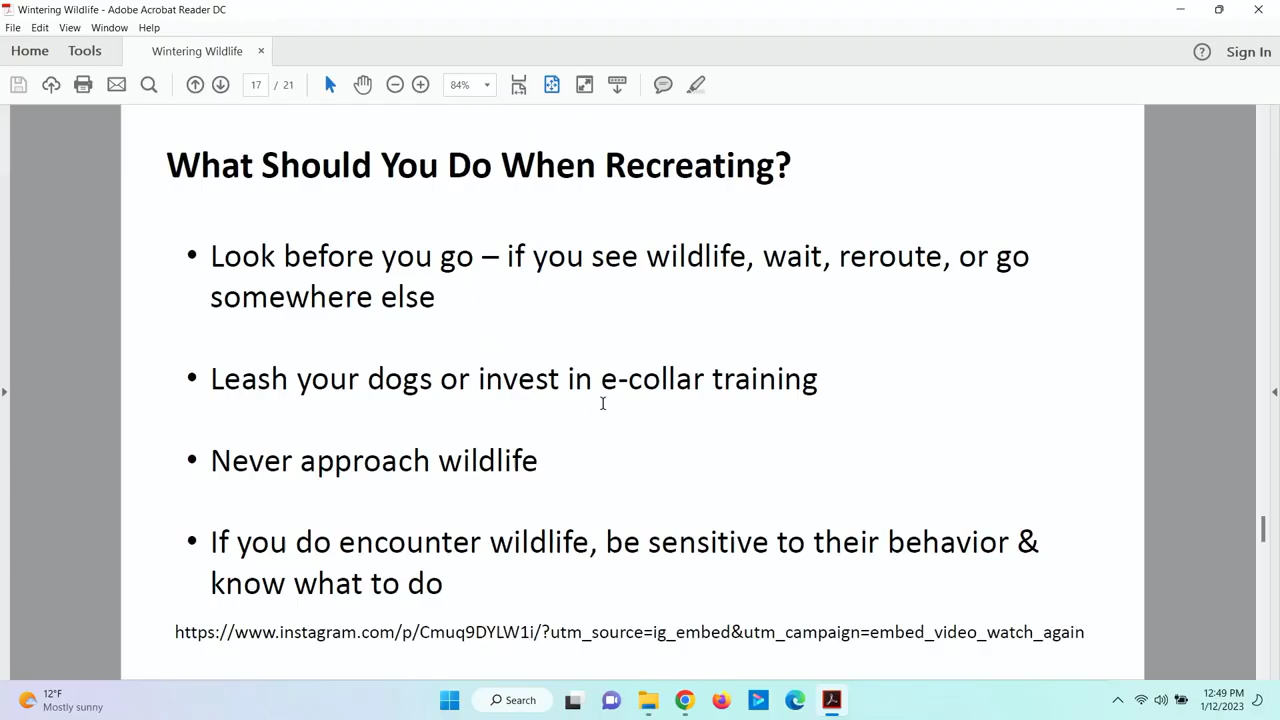 Wintering Wildlife - Adobe Acrobat Reader DC
File Edit View Window Help
Home Tools Wintering Wildlife × Sign In
17 / 21 84%
What Should You Do When Recreating?
• Look before you go – if you see wildlife, wait, reroute, or go
somewhere else
• Leash your dogs or invest in e-collar training
• Never approach wildlife
• If you do encounter wildlife, be sensitive to their behavior &
know what to do
https://www.instagram.com/p/Cmuq9DYLW1i/?utm_source=ig_embed&utm_campaign=embed_video_watch_again
12°F
Mostly sunny
Search
12:49 PM
1/12/2023